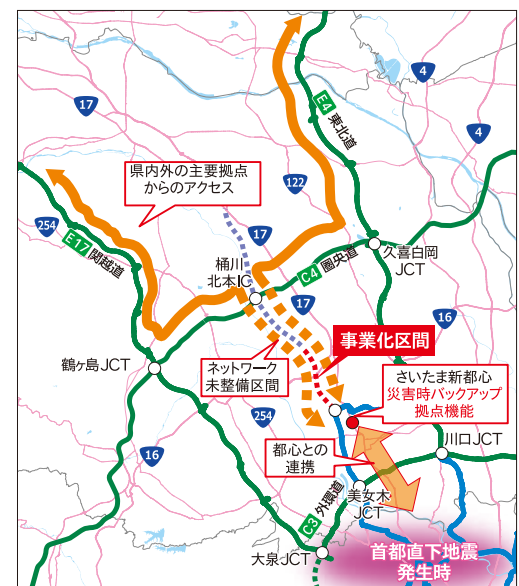 4
17
E4 東北道
4
県内外の主要拠点
からのアクセス
122
254
E17 関越道
17
桶川
北本IC
C4 圏央道
久喜白岡
JCT
17
16
事業化区間
鶴ヶ島JCT
ネットワーク
未整備区間
さいたま新都心
災害時バックアップ
拠点機能
254
都心との
連携
川口JCT
16
C3 外環道
美女木
JCT
大泉JCT
首都直下地震
発生時